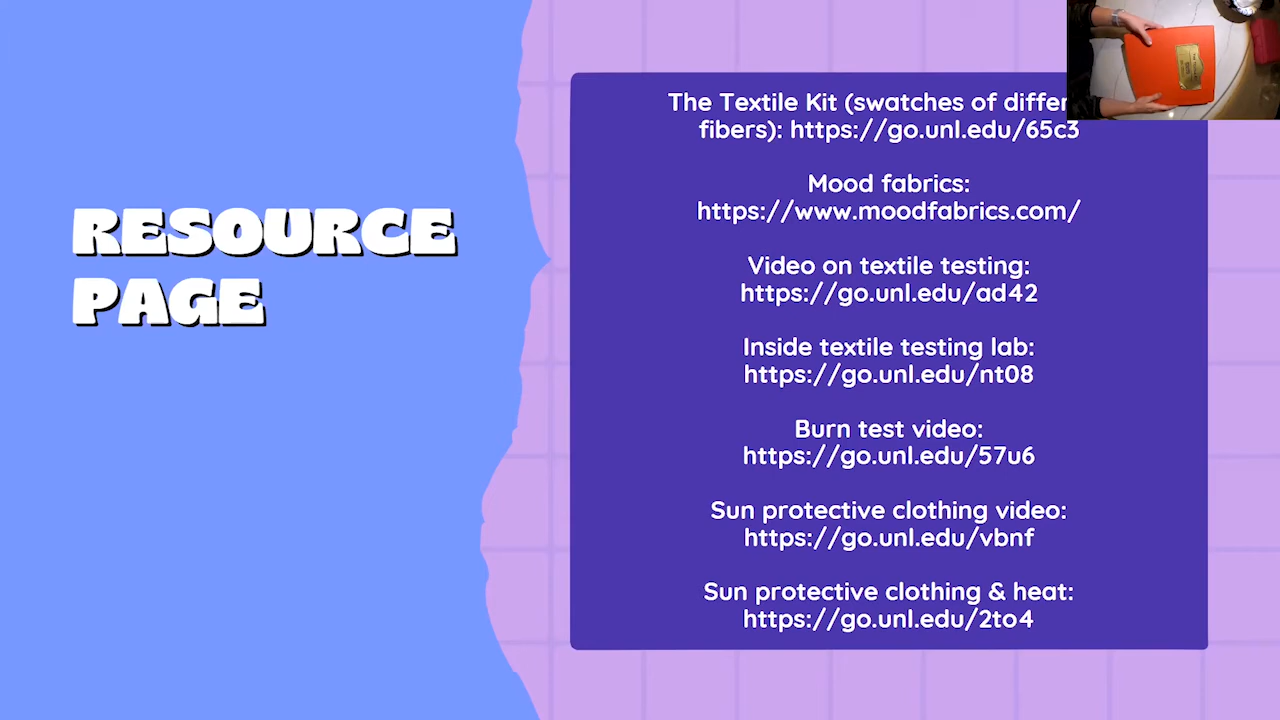 RESOURCE
PAGE
The Textile Kit (swatches of
fibers): https://go.unl.edu/65c3
Mood fabrics:
https://www.moodfabrics.com/
Video on textile testing:
https://go.unl.edu/ad42
Inside textile testing lab:
https://go.unl.edu/nt08
Burn test video:
https://go.unl.edu/57u6
Sun protective clothing video:
https://go.unl.edu/vbnf
Sun protective clothing & heat:
https://go.unl.edu/2to4